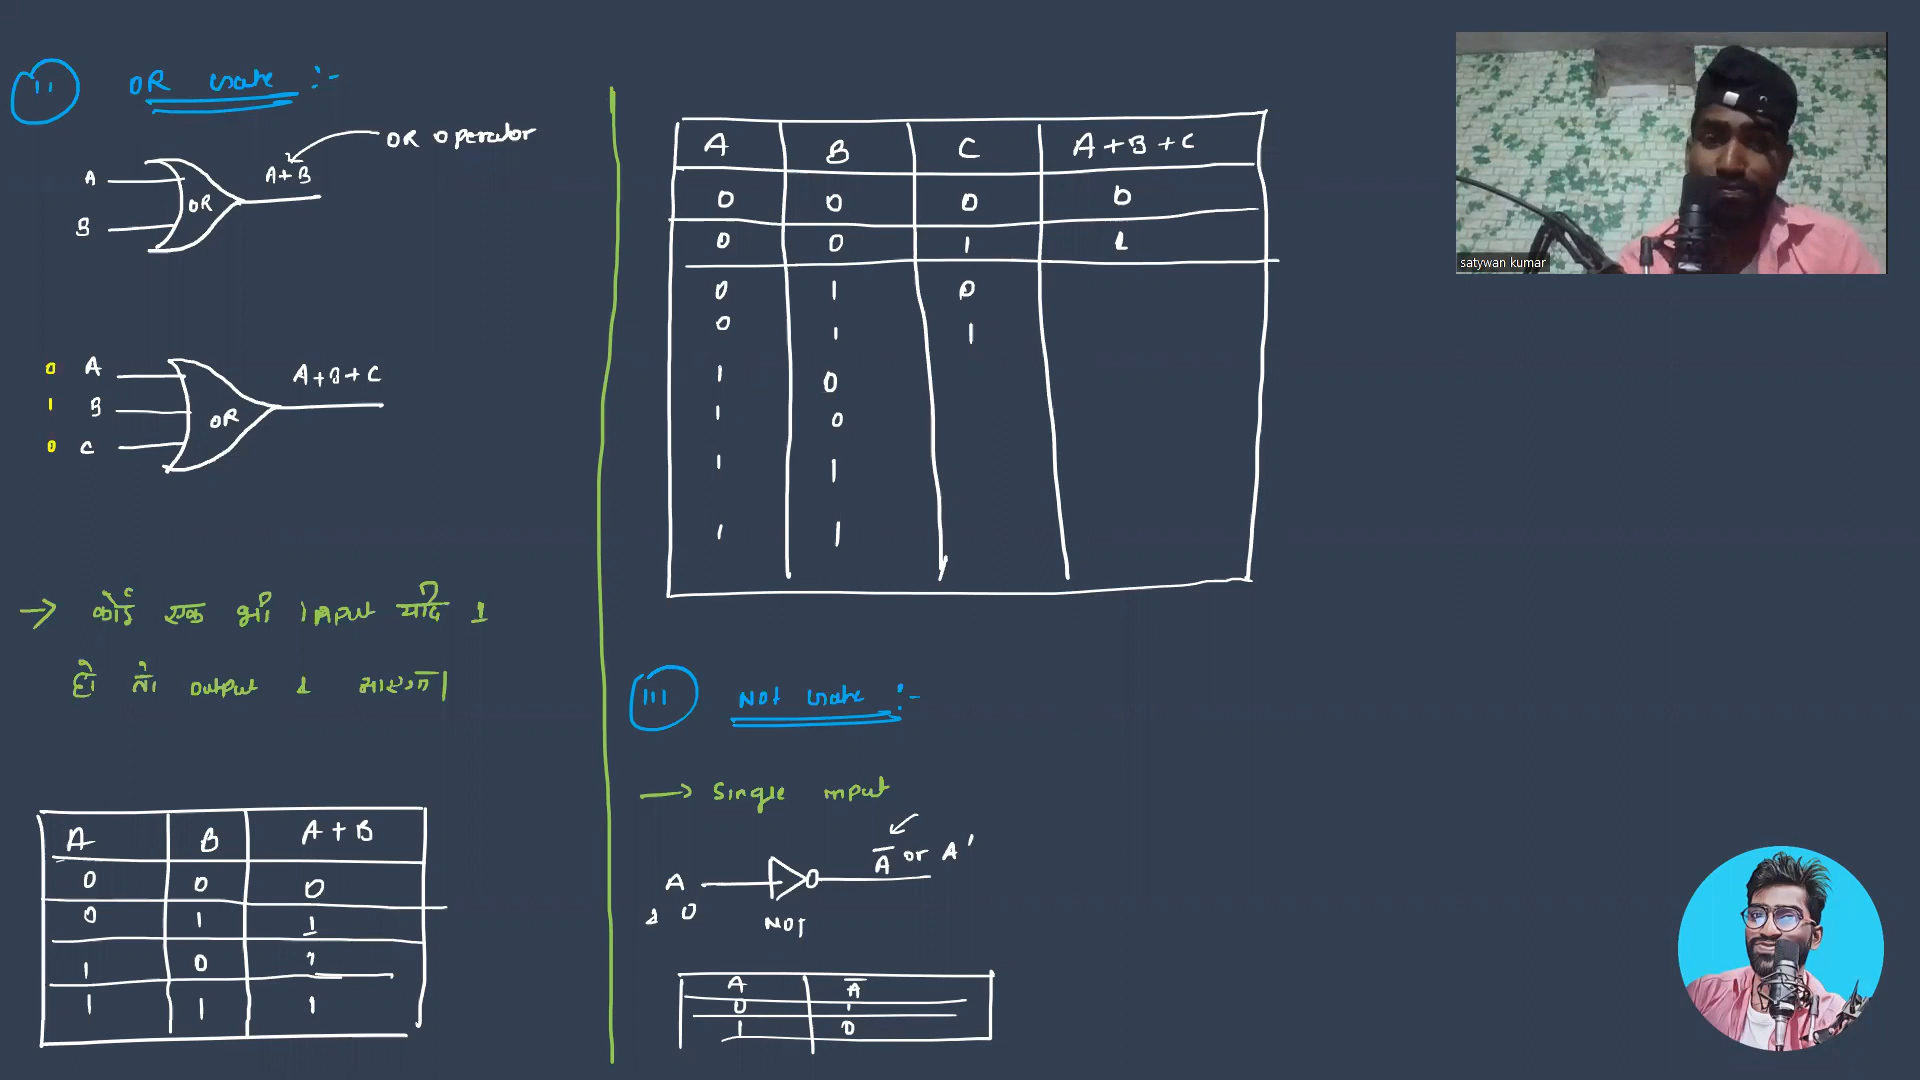 ii OR Gate :-
OR operator
A+B
A
B
OR
0 A
1 B
0 C
OR
A+B+C
→ कोई एक भी input यदि 1
हो तो output 1 आएगा।
A B A+B
0 0 0
0 1 1
1 0 1
1 1 1
A B C A+B+C
0 0 0 0
0 0 1 1
0 1 0
0 1 1
1 0
1 0
1 1
1 1
iii NOT Gate :-
→ Single input
A̅ or A'
A
1 0
NOT
A A̅
0 1
1 0
satywan kumar